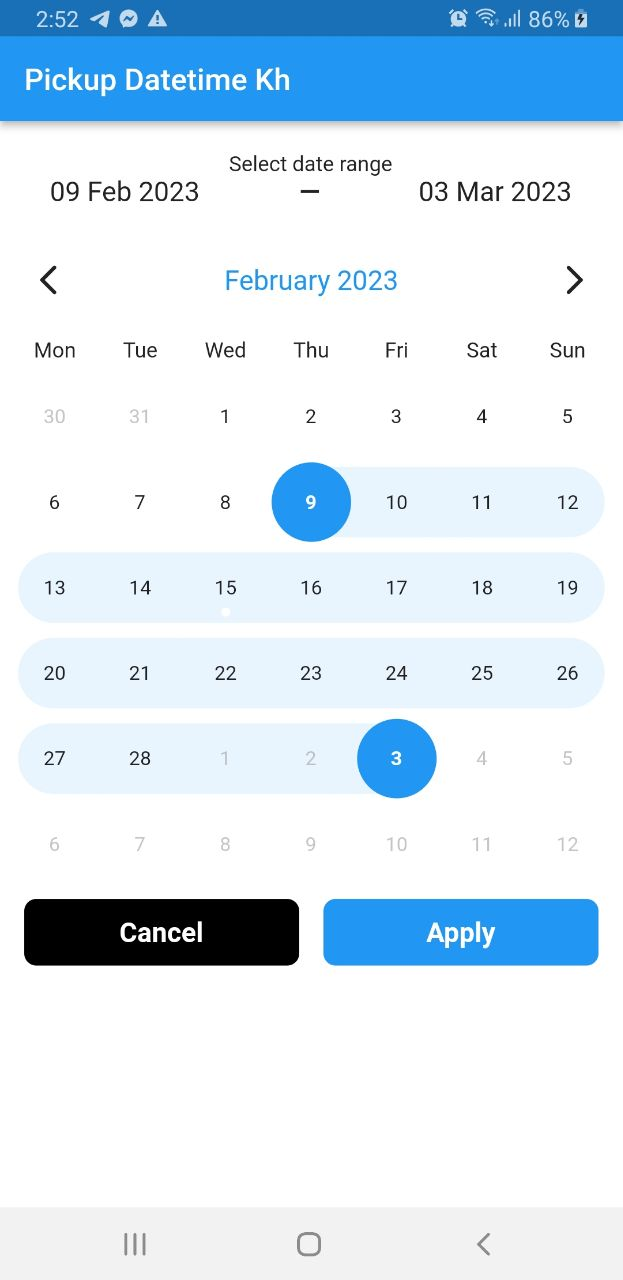 2:52 86%
Pickup Datetime Kh
Select date range
09 Feb 2023 – 03 Mar 2023
February 2023
Mon Tue Wed Thu Fri Sat Sun
30 31 1 2 3 4 5
6 7 8 9 10 11 12
13 14 15 16 17 18 19
20 21 22 23 24 25 26
27 28 1 2 3 4 5
6 7 8 9 10 11 12
Cancel Apply